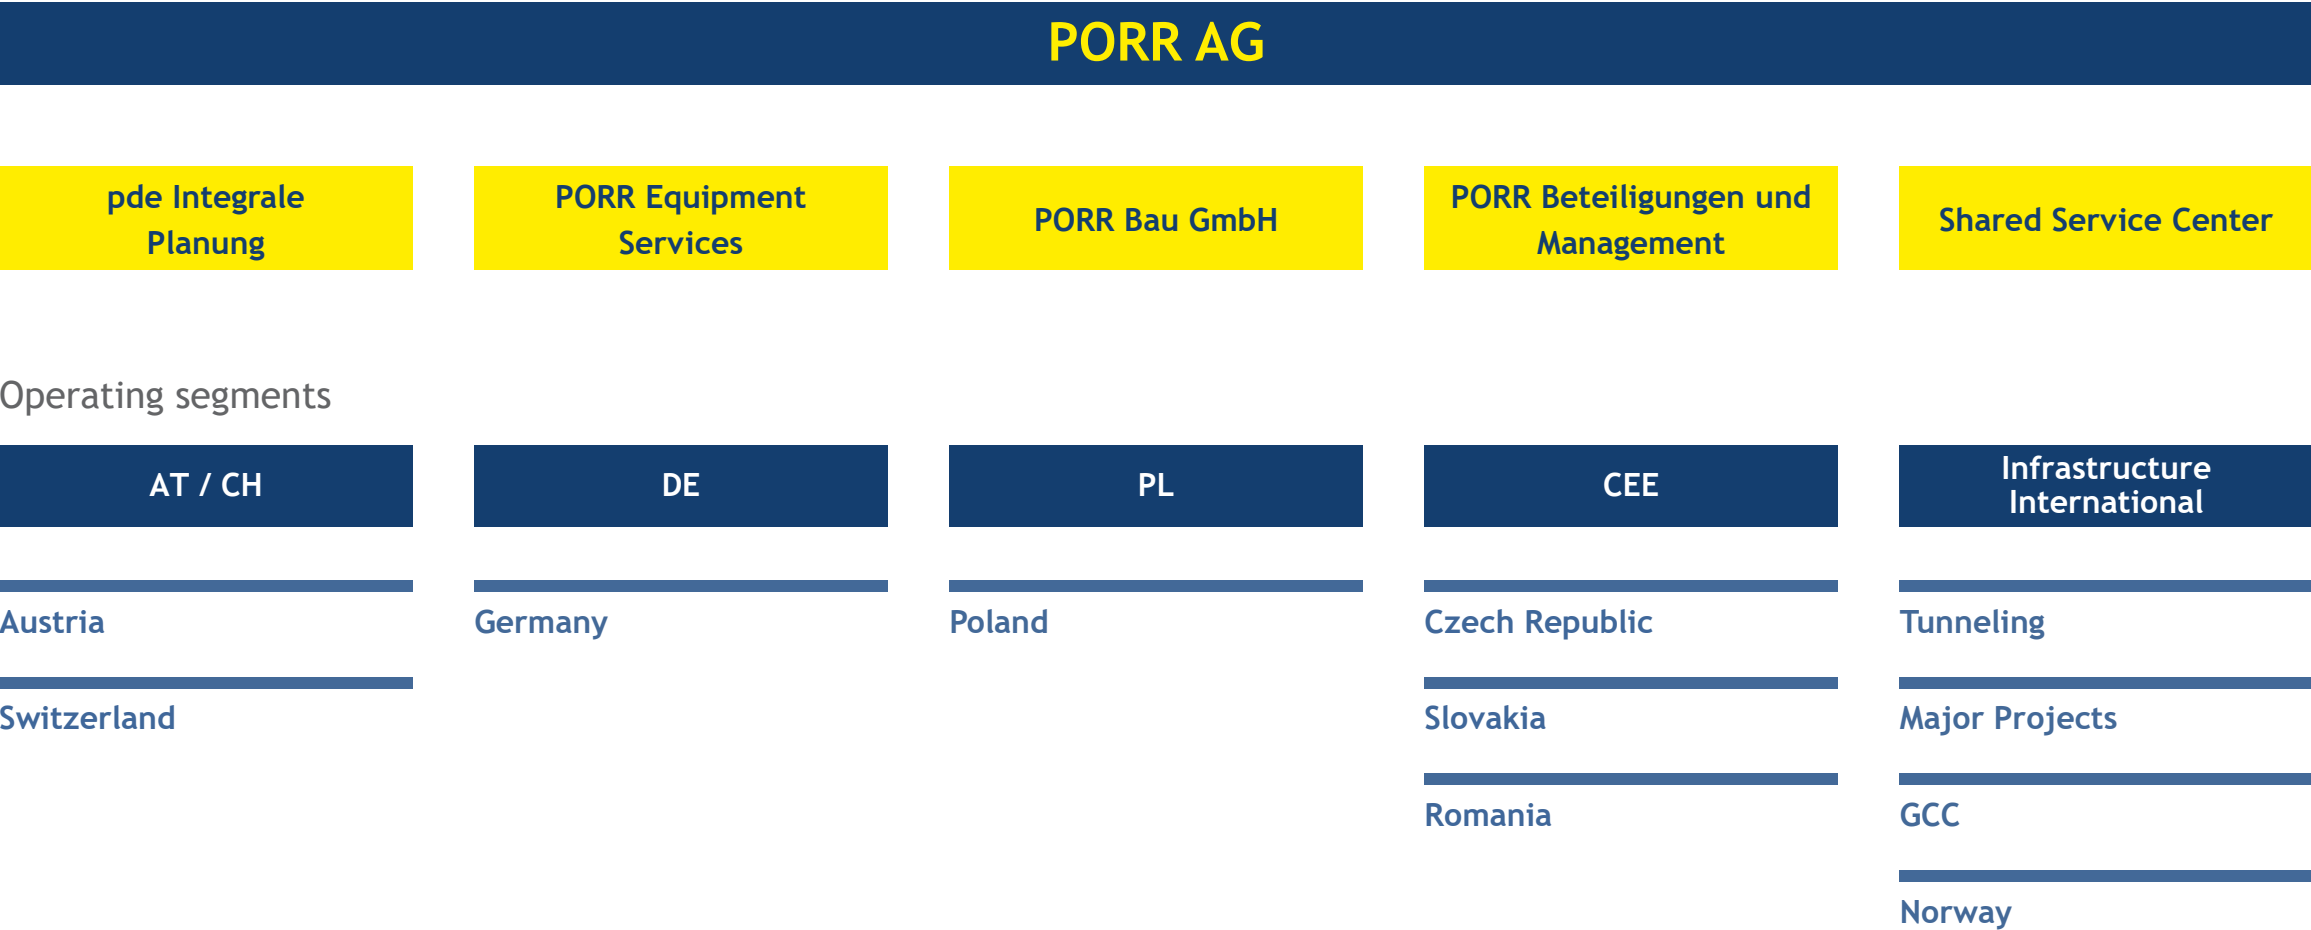 PORR AG
pde Integrale
Planung
PORR Equipment
Services
PORR Bau GmbH
PORR Beteiligungen und
Management
Shared Service Center
Operating segments
AT / CH
DE
PL
CEE
Infrastructure
International
Austria
Germany
Poland
Czech Republic
Tunneling
Switzerland
Slovakia
Major Projects
Romania
GCC
Norway